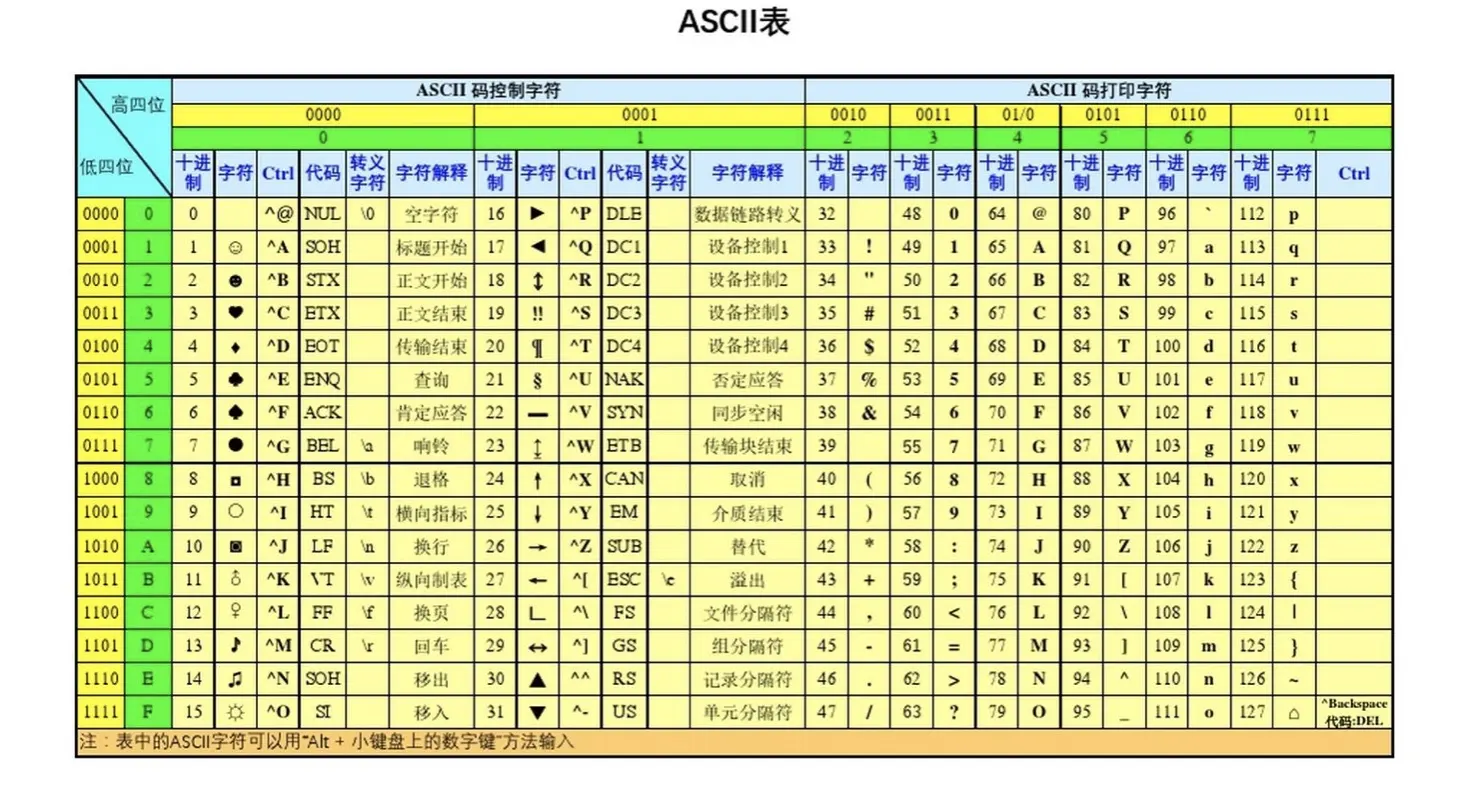 ASCII表
高四位 ASCII 码控制字符 ASCII 码打印字符
0000 0001 0010 0011 01/0 0101 0110 0111
低四位 0 1 2 3 4 5 6 7
十进制 字符 Ctrl 代码 转义字符 字符解释 十进制 字符 Ctrl 代码 转义字符 字符解释 十进制 字符 十进制 字符 十进制 字符 十进制 字符 十进制 字符 十进制 字符 Ctrl
0000 0 0 ^@ NUL \0 空字符 16 ► ^P DLE 数据链路转义 32 48 0 64 @ 80 P 96 ` 112 p
0001 1 1 ☺ ^A SOH 标题开始 17 ◄ ^Q DC1 设备控制1 33 ! 49 1 65 A 81 Q 97 a 113 q
0010 2 2 ☻ ^B STX 正文开始 18 ↕ ^R DC2 设备控制2 34 " 50 2 66 B 82 R 98 b 114 r
0011 3 3 ♥ ^C ETX 正文结束 19 ‼ ^S DC3 设备控制3 35 # 51 3 67 C 83 S 99 c 115 s
0100 4 4 ♦ ^D EOT 传输结束 20 ¶ ^T DC4 设备控制4 36 $ 52 4 68 D 84 T 100 d 116 t
0101 5 5 ♣ ^E ENQ 查询 21 § ^U NAK 否定应答 37 % 53 5 69 E 85 U 101 e 117 u
0110 6 6 ♠ ^F ACK 肯定应答 22 ▬ ^V SYN 同步空闲 38 & 54 6 70 F 86 V 102 f 118 v
0111 7 7 ● ^G BEL \a 响铃 23 ↨ ^W ETB 传输块结束 39 55 7 71 G 87 W 103 g 119 w
1000 8 8 ◘ ^H BS \b 退格 24 ↑ ^X CAN 取消 40 ( 56 8 72 H 88 X 104 h 120 x
1001 9 9 ○ ^I HT \t 横向指标 25 ↓ ^Y EM 介质结束 41 ) 57 9 73 I 89 Y 105 i 121 y
1010 A 10 ◙ ^J LF \n 换行 26 → ^Z SUB 替代 42 * 58 : 74 J 90 Z 106 j 122 z
1011 B 11 ♂ ^K VT \v 纵向制表 27 ← ^[ ESC \e 溢出 43 + 59 ; 75 K 91 [ 107 k 123 {
1100 C 12 ♀ ^L FF \f 换页 28 ∟ ^\ FS 文件分隔符 44 , 60 < 76 L 92 \ 108 l 124 |
1101 D 13 ♪ ^M CR \r 回车 29 ↔ ^] GS 组分隔符 45 - 61 = 77 M 93 ] 109 m 125 }
1110 E 14 ♫ ^N SOH 移出 30 ▲ ^^ RS 记录分隔符 46 . 62 > 78 N 94 ^ 110 n 126 ~
1111 F 15 ☼ ^O SI 移入 31 ▼ ^- US 单元分隔符 47 / 63 ? 79 O 95 _ 111 o 127 ⌂ ^Backspace 代码:DEL
注：表中的ASCII字符可以用"Alt + 小键盘上的数字键"方法输入